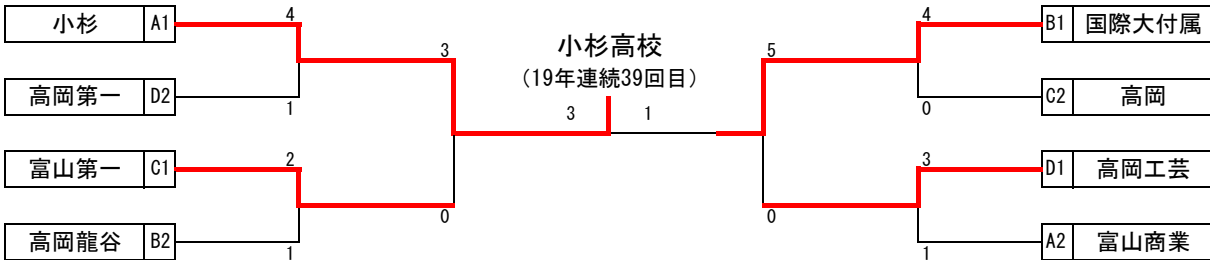 小杉 A1 4 4 B1 国際大付属
3 小杉高校 5
(19年連続39回目)
高岡第一 D2 1 0 C2 高岡
3 1
富山第一 C1 2 3 D1 高岡工芸
0 0
高岡龍谷 B2 1 1 A2 富山商業